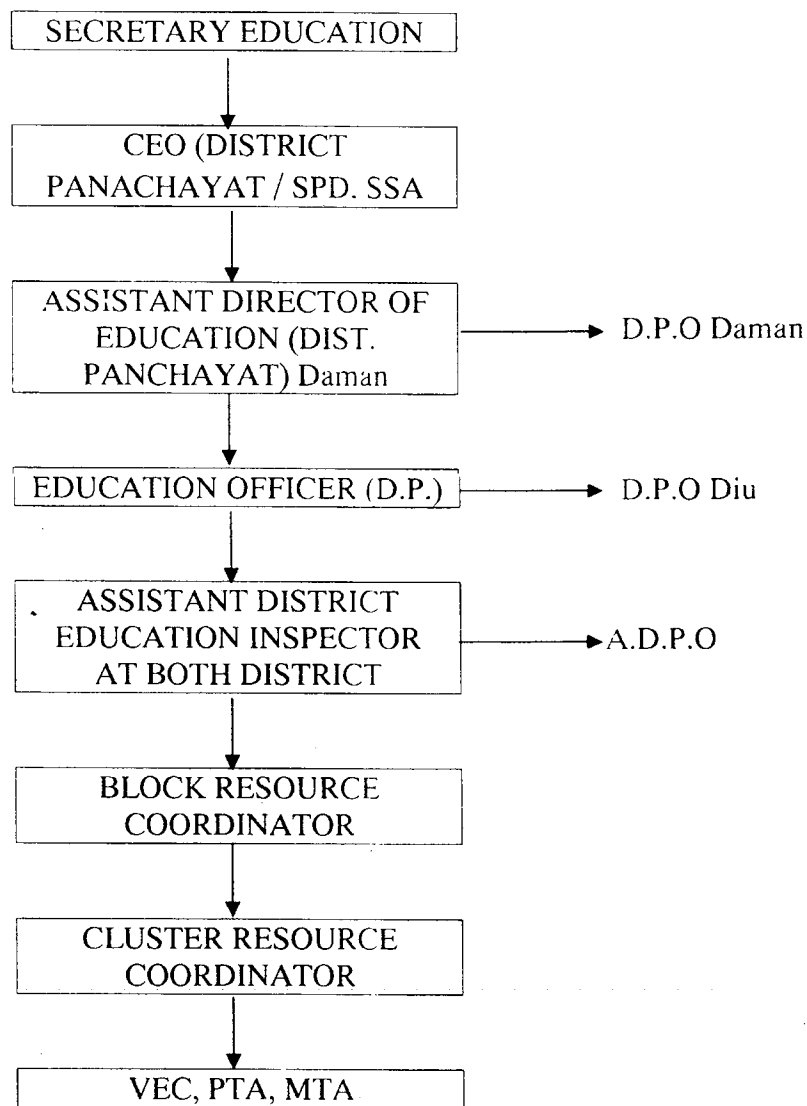 SECRETARY EDUCATION
CEO (DISTRICT
PANACHAYAT / SPD. SSA
ASSISTANT DIRECTOR OF
EDUCATION (DIST.
PANCHAYAT) Daman
D.P.O Daman
EDUCATION OFFICER (D.P.)
D.P.O Diu
ASSISTANT DISTRICT
EDUCATION INSPECTOR
AT BOTH DISTRICT
A.D.P.O
BLOCK RESOURCE
COORDINATOR
CLUSTER RESOURCE
COORDINATOR
VEC, PTA, MTA